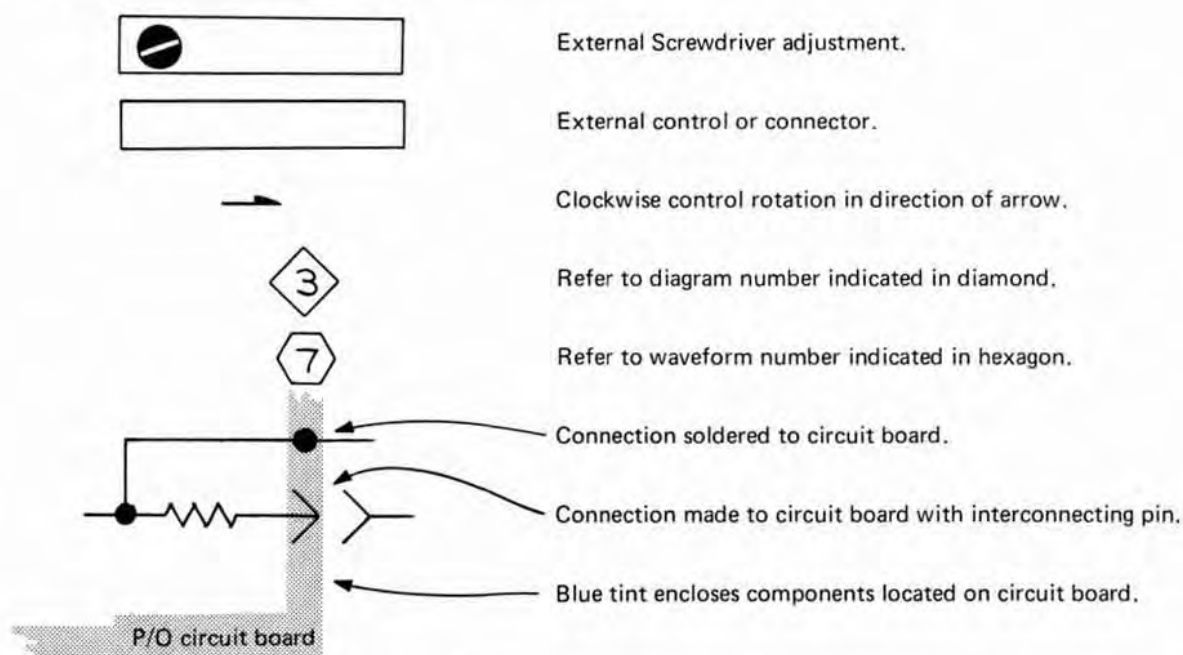 External Screwdriver adjustment.
External control or connector.
Clockwise control rotation in direction of arrow.
3
Refer to diagram number indicated in diamond.
7
Refer to waveform number indicated in hexagon.
Connection soldered to circuit board.
Connection made to circuit board with interconnecting pin.
Blue tint encloses components located on circuit board.
P/O circuit board